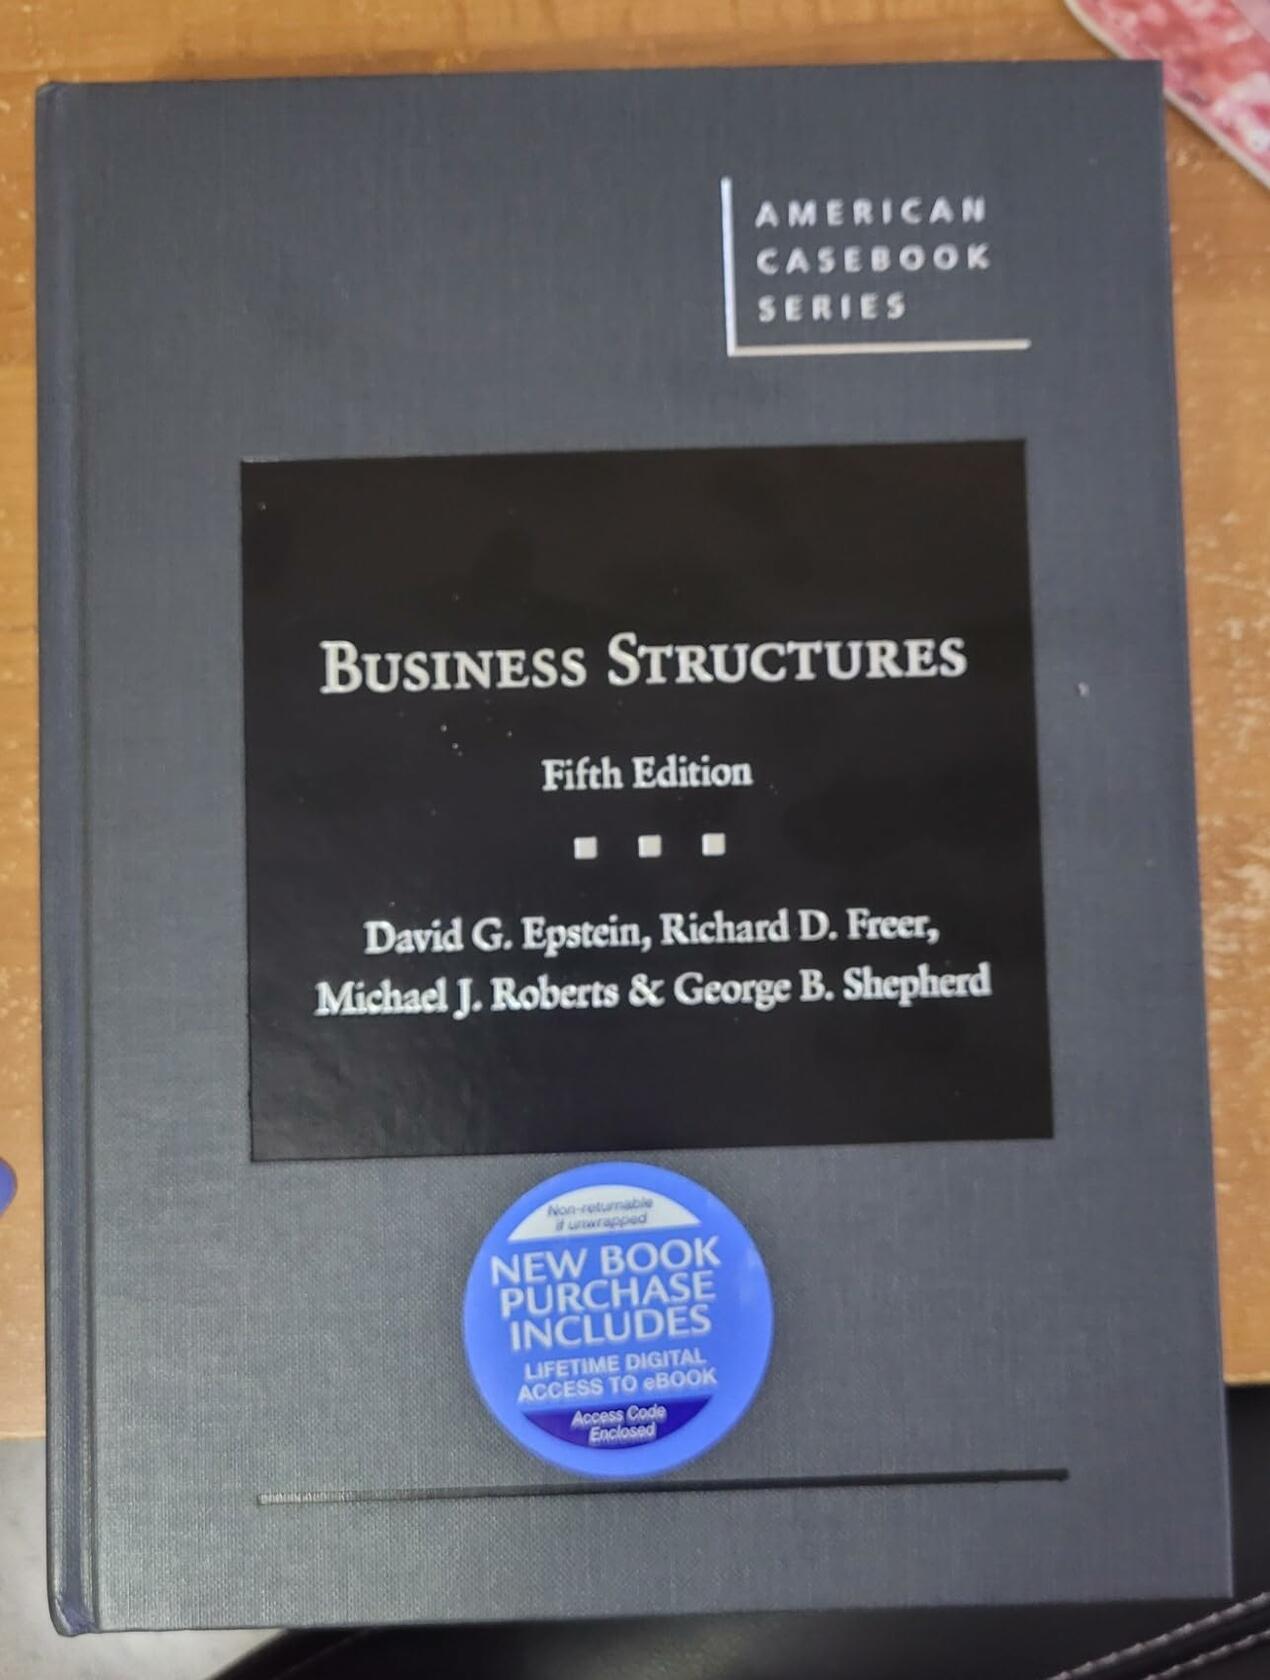 AMERICAN
CASEBOOK
SERIES
BUSINESS STRUCTURES
Fifth Edition
David G. Epstein, Richard D. Freer,
Michael J. Roberts & George B. Shepherd
Non-returnable
if unwrapped
NEW BOOK
PURCHASE
INCLUDES
LIFETIME DIGITAL
ACCESS TO eBOOK
Access Code
Enclosed